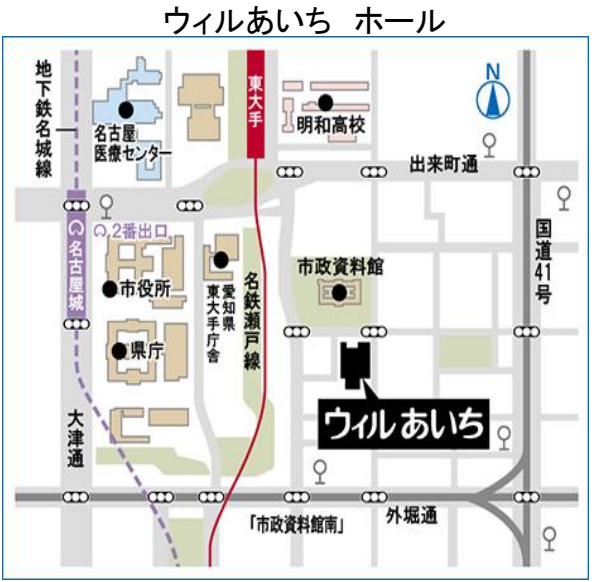 ウィルあいち　ホール
地下鉄名城線
名古屋
医療センター
東大手
明和高校
N
出来町通
2番出口
名古屋城
市役所
愛知県
東大手庁舎
名鉄瀬戸線
市政資料館
国道41号
県庁
ウィルあいち
大津通
「市政資料館南」
外堀通